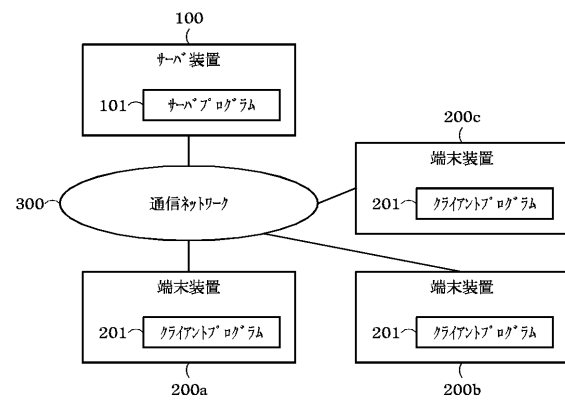 100
ｻｰﾊﾞ装置
101
ｻｰﾊﾞﾌﾟﾛｸﾞﾗﾑ
200c
端末装置
201
ｸﾗｲｱﾝﾄﾌﾟﾛｸﾞﾗﾑ
300
通信ﾈｯﾄﾜｰｸ
端末装置
201
ｸﾗｲｱﾝﾄﾌﾟﾛｸﾞﾗﾑ
200a
端末装置
201
ｸﾗｲｱﾝﾄﾌﾟﾛｸﾞﾗﾑ
200b